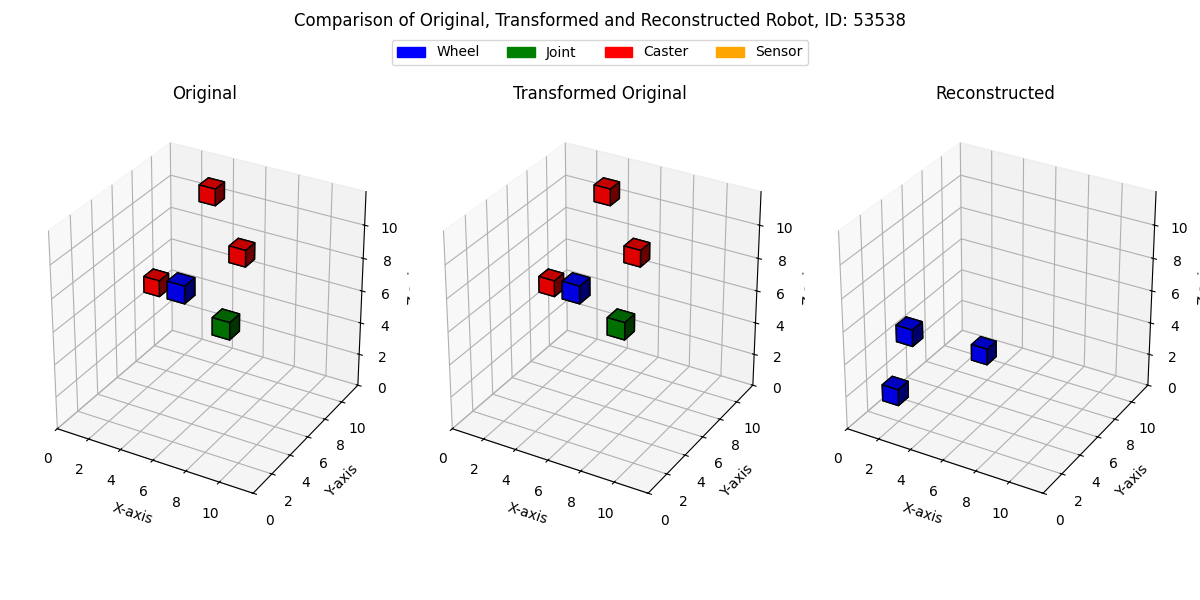 Comparison of Original, Transformed and Reconstructed Robot, ID: 53538
Wheel Joint Caster Sensor
Original Transformed Original Reconstructed
10 10 10
8 8 8
6 6 6
4 4 4
2 2 2
0 0 0
10 10 10
8 8 8
6 6 6
4 4 4
2 2 2
0 0 0
0 2 4 6 8 10 0 2 4 6 8 10 0 2 4 6 8 10
X-axis Y-axis X-axis Y-axis X-axis Y-axis